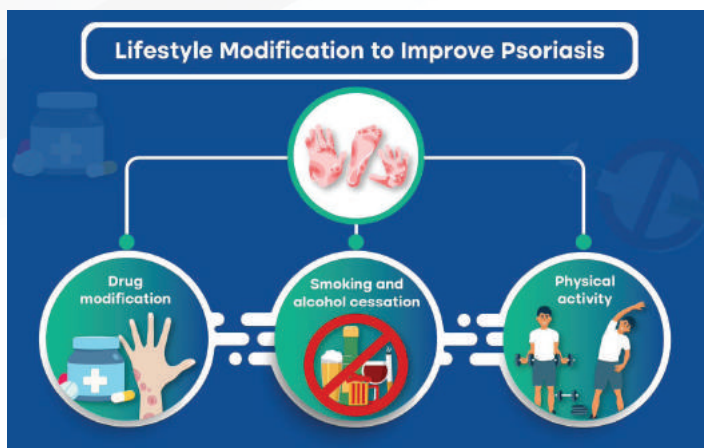 Lifestyle Modification to Improve Psoriasis
Drug
modification
Smoking and
alcohol cessation
Physical
activity